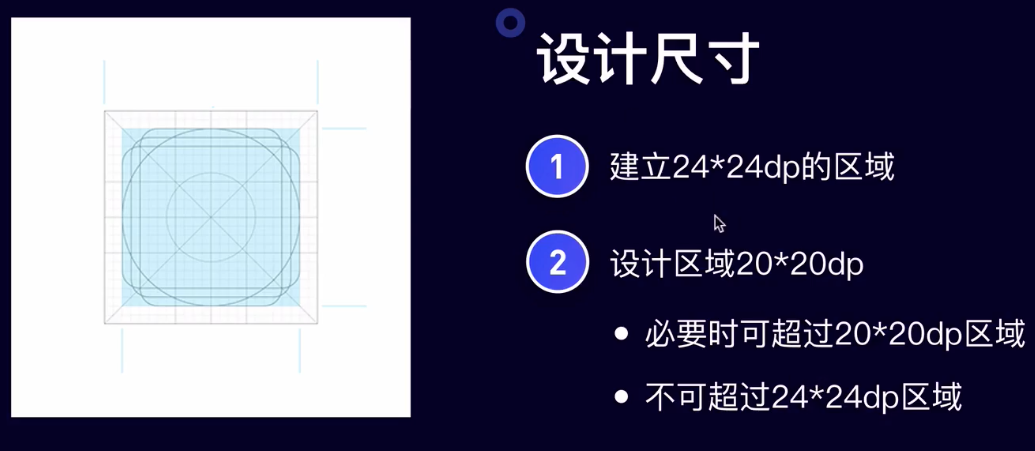 设计尺寸
1 建立24*24dp的区域
2 设计区域20*20dp
• 必要时可超过20*20dp区域
• 不可超过24*24dp区域